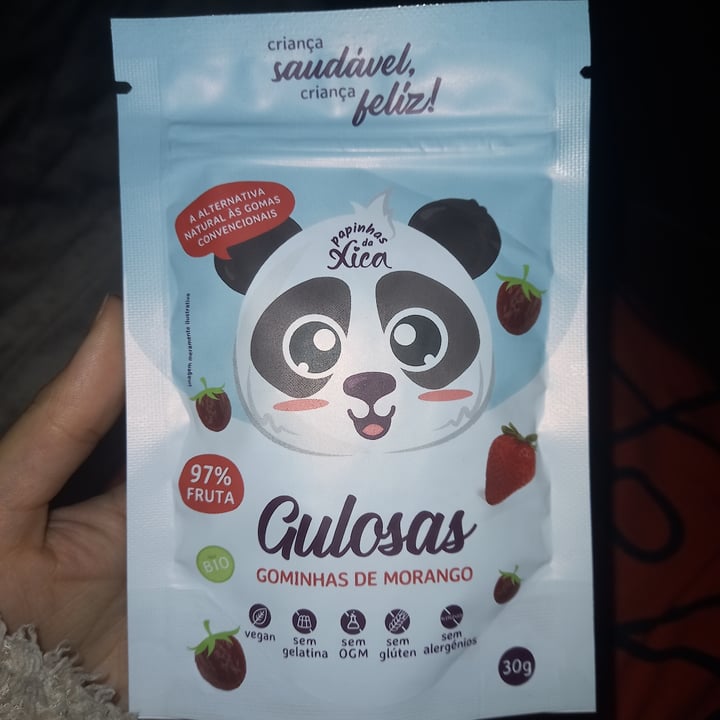 criança
saudável,
criança
feliz!
A ALTERNATIVA
NATURAL ÀS GOMAS
CONVENCIONAIS
papinhas
da
Xica
imagem meramente ilustrativa
97%
FRUTA
BIO
Gulosas
GOMINHAS DE MORANGO
vegan
sem
gelatina
sem
OGM
sem
glúten
sem
alergénios
30g